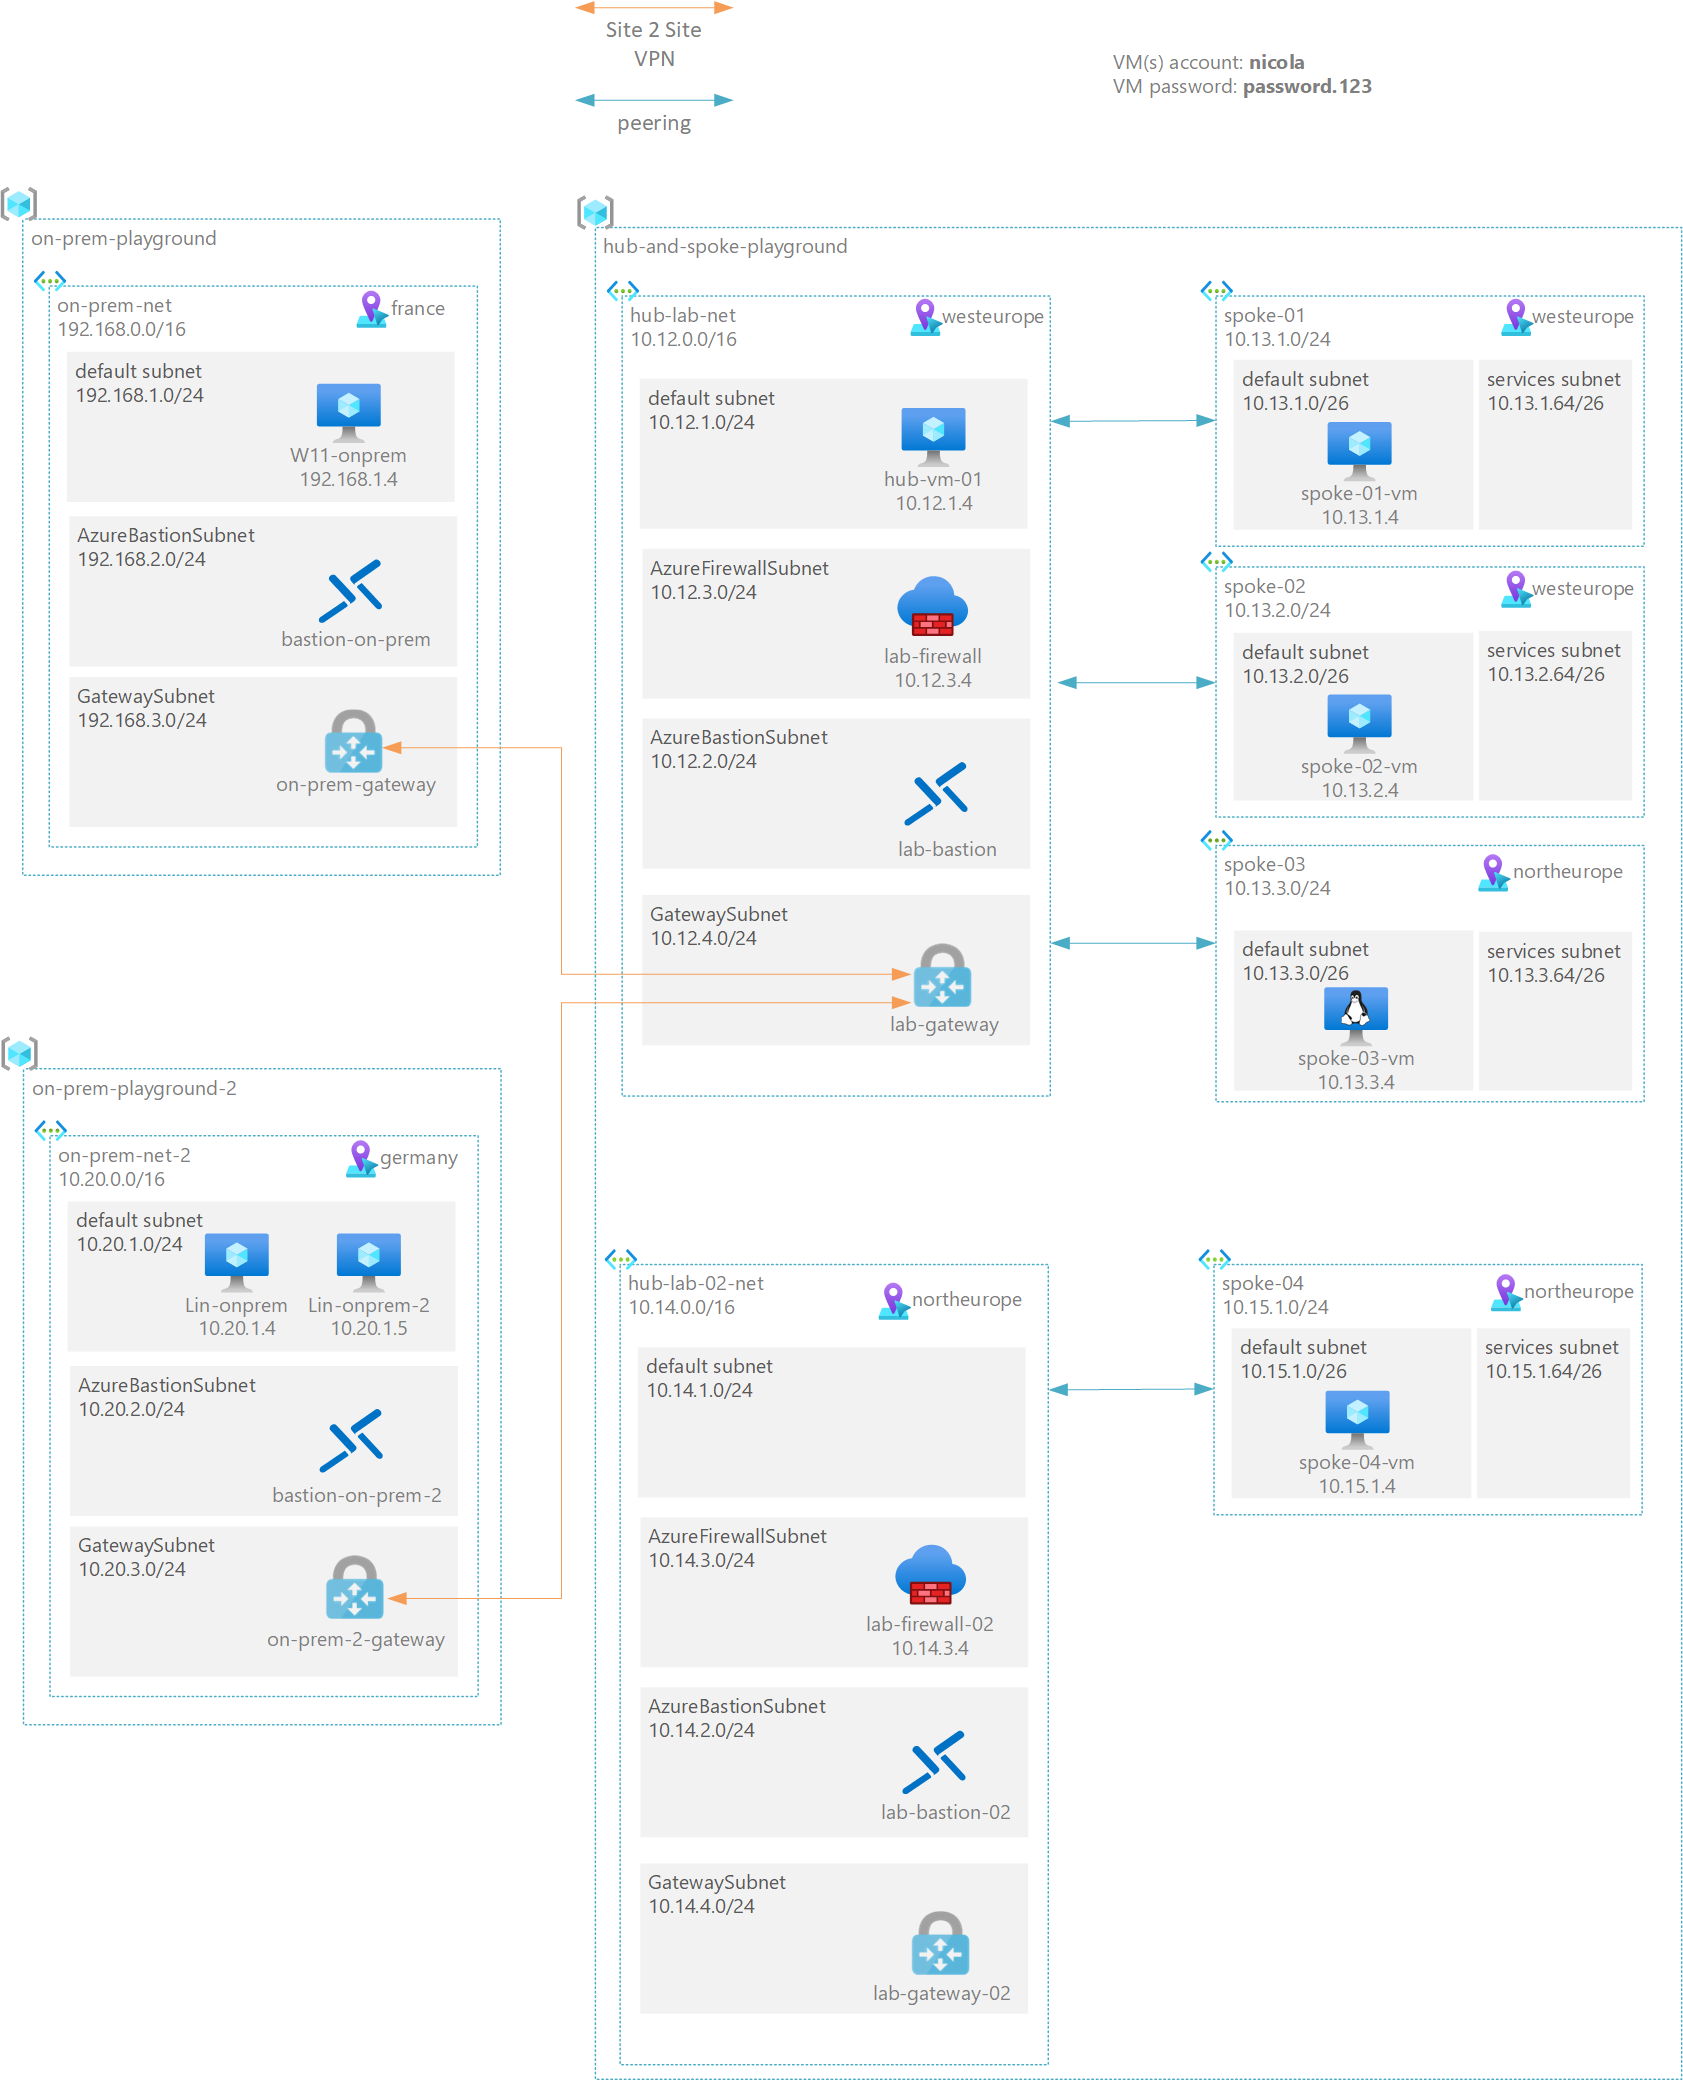 Site 2 Site
VPN
peering
VM(s) account: nicola
VM password: password.123
on-prem-playground
on-prem-net
192.168.0.0/16
france
default subnet
192.168.1.0/24
W11-onprem
192.168.1.4
AzureBastionSubnet
192.168.2.0/24
bastion-on-prem
GatewaySubnet
192.168.3.0/24
on-prem-gateway
hub-and-spoke-playground
hub-lab-net
10.12.0.0/16
westeurope
default subnet
10.12.1.0/24
hub-vm-01
10.12.1.4
AzureFirewallSubnet
10.12.3.0/24
lab-firewall
10.12.3.4
AzureBastionSubnet
10.12.2.0/24
lab-bastion
GatewaySubnet
10.12.4.0/24
lab-gateway
spoke-01
10.13.1.0/24
westeurope
default subnet
10.13.1.0/26
spoke-01-vm
10.13.1.4
services subnet
10.13.1.64/26
spoke-02
10.13.2.0/24
westeurope
default subnet
10.13.2.0/26
spoke-02-vm
10.13.2.4
services subnet
10.13.2.64/26
spoke-03
10.13.3.0/24
northeurope
default subnet
10.13.3.0/26
spoke-03-vm
10.13.3.4
services subnet
10.13.3.64/26
on-prem-playground-2
on-prem-net-2
10.20.0.0/16
germany
default subnet
10.20.1.0/24
Lin-onprem
10.20.1.4
Lin-onprem-2
10.20.1.5
AzureBastionSubnet
10.20.2.0/24
bastion-on-prem-2
GatewaySubnet
10.20.3.0/24
on-prem-2-gateway
hub-lab-02-net
10.14.0.0/16
northeurope
default subnet
10.14.1.0/24
AzureFirewallSubnet
10.14.3.0/24
lab-firewall-02
10.14.3.4
AzureBastionSubnet
10.14.2.0/24
lab-bastion-02
GatewaySubnet
10.14.4.0/24
lab-gateway-02
spoke-04
10.15.1.0/24
northeurope
default subnet
10.15.1.0/26
spoke-04-vm
10.15.1.4
services subnet
10.15.1.64/26